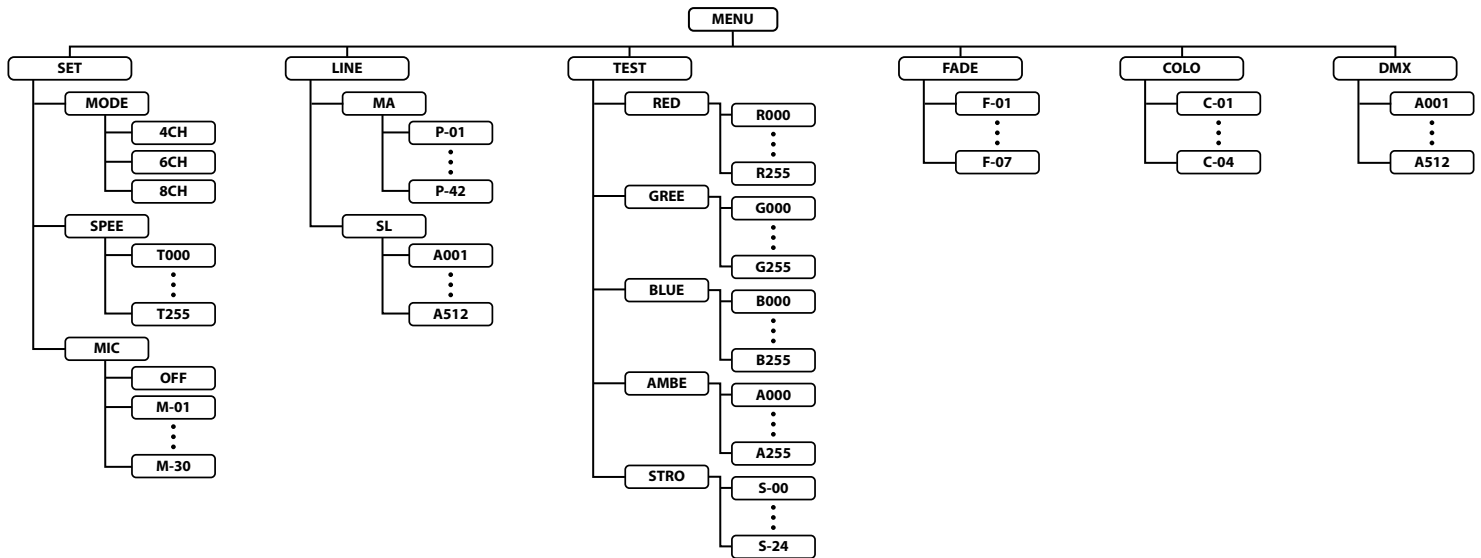 MENU
SET
MODE
4CH
6CH
8CH
SPEE
T000
T255
MIC
OFF
M-01
M-30
LINE
MA
P-01
P-42
SL
A001
A512
TEST
RED
R000
R255
GREE
G000
G255
BLUE
B000
B255
AMBE
A000
A255
STRO
S-00
S-24
FADE
F-01
F-07
COLO
C-01
C-04
DMX
A001
A512